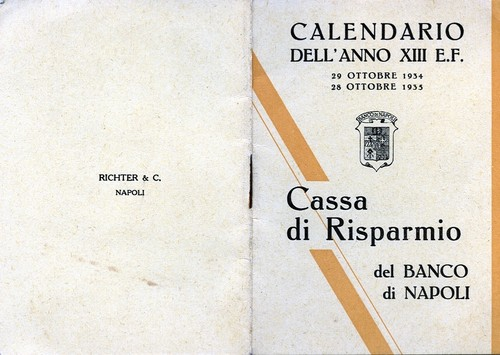 RICHTER & C.
NAPOLI
CALENDARIO
DELL'ANNO XIII E.F.
29 OTTOBRE 1934
28 OTTOBRE 1935
BANCO DI NAPOLI
Cassa
di Risparmio
del BANCO
di NAPOLI